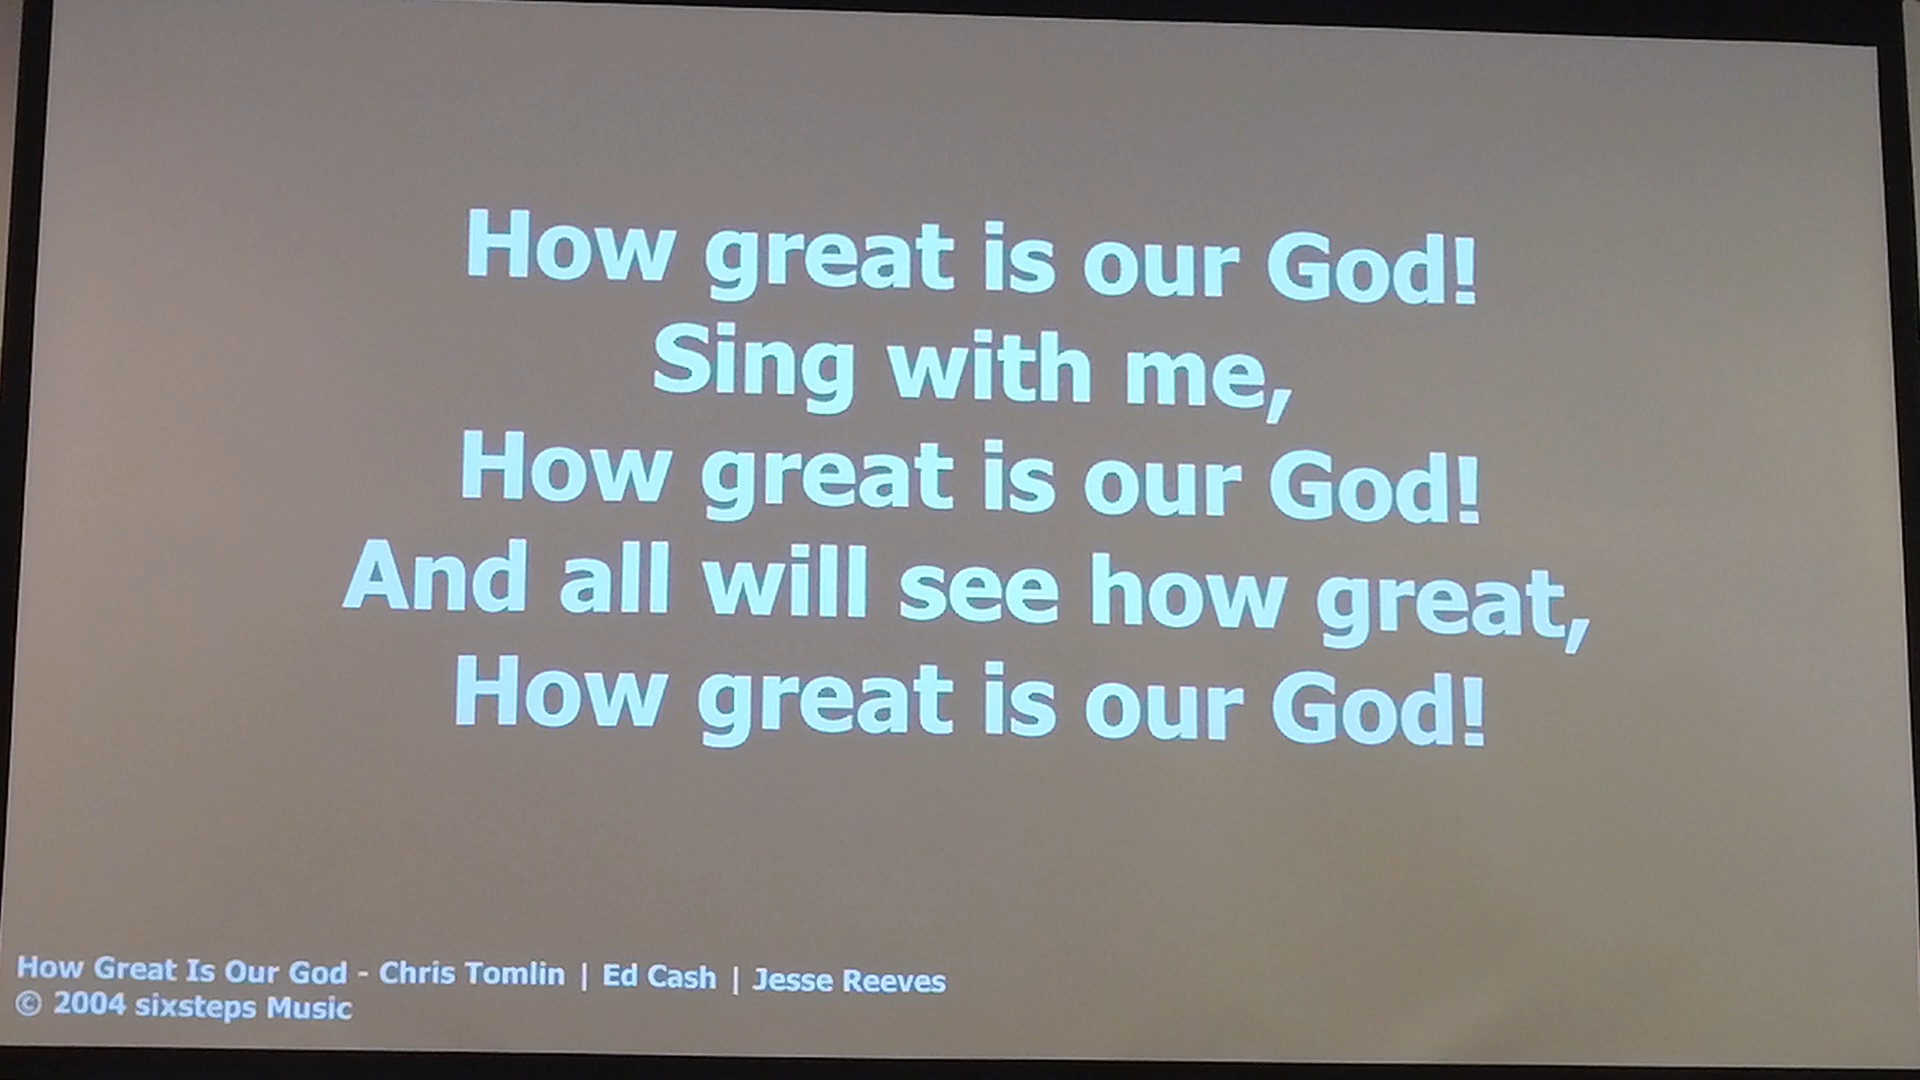 How great is our God!
Sing with me,
How great is our God!
And all will see how great,
How great is our God!
How Great Is Our God - Chris Tomlin | Ed Cash | Jesse Reeves
© 2004 sixsteps Music